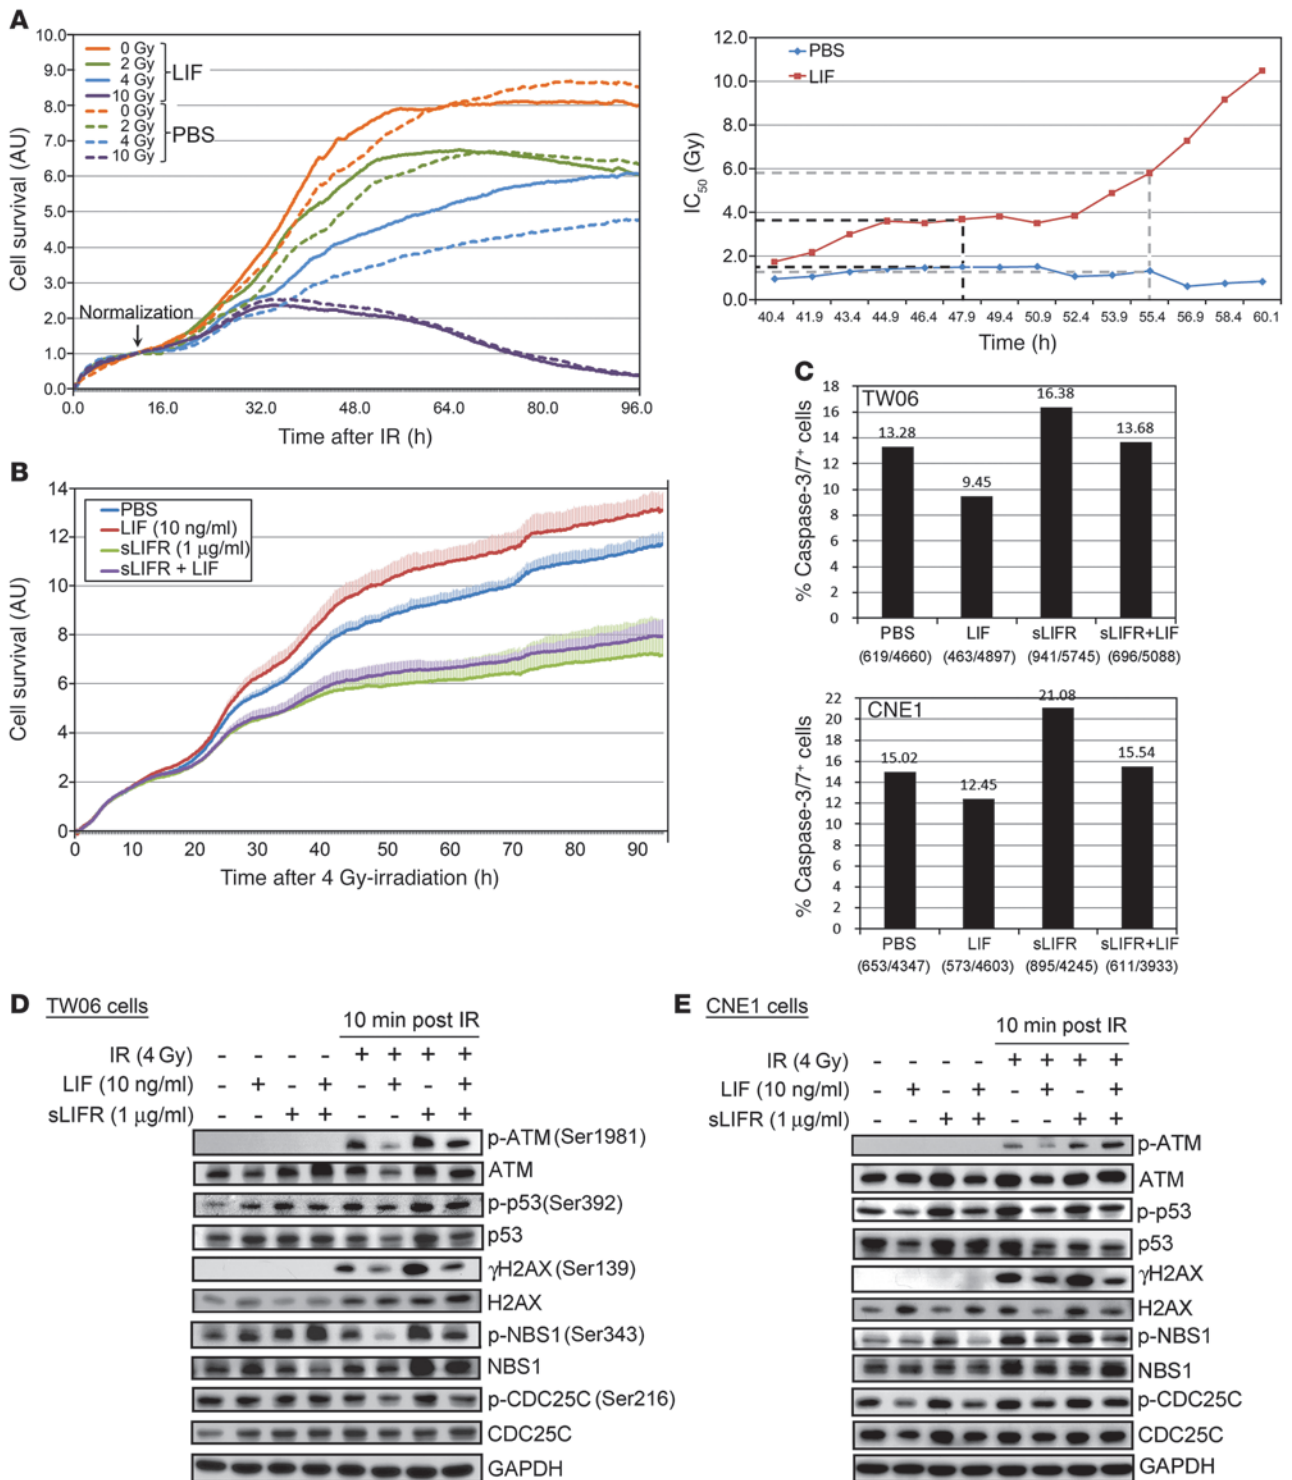 A
10.0
9.0
8.0
7.0
6.0
5.0
4.0
3.0
2.0
1.0
0.0
Cell survival (AU)
0 Gy
2 Gy
4 Gy
10 Gy
LIF
0 Gy
2 Gy
4 Gy
10 Gy
PBS
Normalization
0.0 16.0 32.0 48.0 64.0 80.0 96.0
Time after IR (h)
12.0
10.0
8.0
6.0
4.0
2.0
0.0
IC50 (Gy)
PBS
LIF
40.4 41.9 43.4 44.9 46.4 47.9 49.4 50.9 52.4 53.9 55.4 56.9 58.4 60.1
Time (h)
B
14
12
10
8
6
4
2
0
Cell survival (AU)
PBS
LIF (10 ng/ml)
sLIFR (1 μg/ml)
sLIFR + LIF
0 10 20 30 40 50 60 70 80 90
Time after 4 Gy-irradiation (h)
C
18
16
14
12
10
8
6
4
2
0
% Caspase-3/7+ cells
TW06
13.28
9.45
16.38
13.68
PBS LIF sLIFR sLIFR+LIF
(619/4660) (463/4897) (941/5745) (696/5088)
22
20
18
16
14
12
10
8
6
4
2
0
% Caspase-3/7+ cells
CNE1
15.02
12.45
21.08
15.54
PBS LIF sLIFR sLIFR+LIF
(653/4347) (573/4603) (895/4245) (611/3933)
D TW06 cells
10 min post IR
IR (4 Gy) - - - - + + + +
LIF (10 ng/ml) - + - + - + - +
sLIFR (1 μg/ml) - - + + - - + +
p-ATM (Ser1981)
ATM
p-p53(Ser392)
p53
γH2AX (Ser139)
H2AX
p-NBS1(Ser343)
NBS1
p-CDC25C (Ser216)
CDC25C
GAPDH
E CNE1 cells
10 min post IR
IR (4 Gy) - - - - + + + +
LIF (10 ng/ml) - + - + - + - +
sLIFR (1 μg/ml) - - + + - - + +
p-ATM
ATM
p-p53
p53
γH2AX
H2AX
p-NBS1
NBS1
p-CDC25C
CDC25C
GAPDH